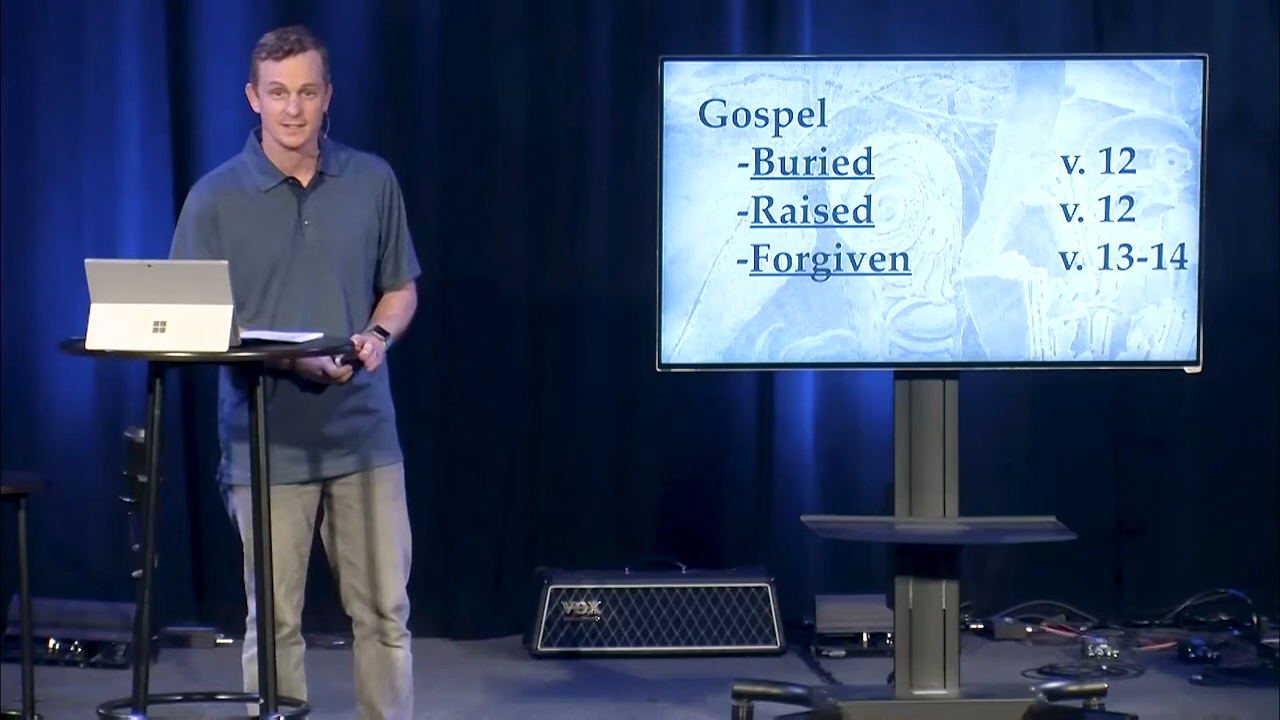 Gospel
-Buried v. 12
-Raised v. 12
-Forgiven v. 13-14
VOX